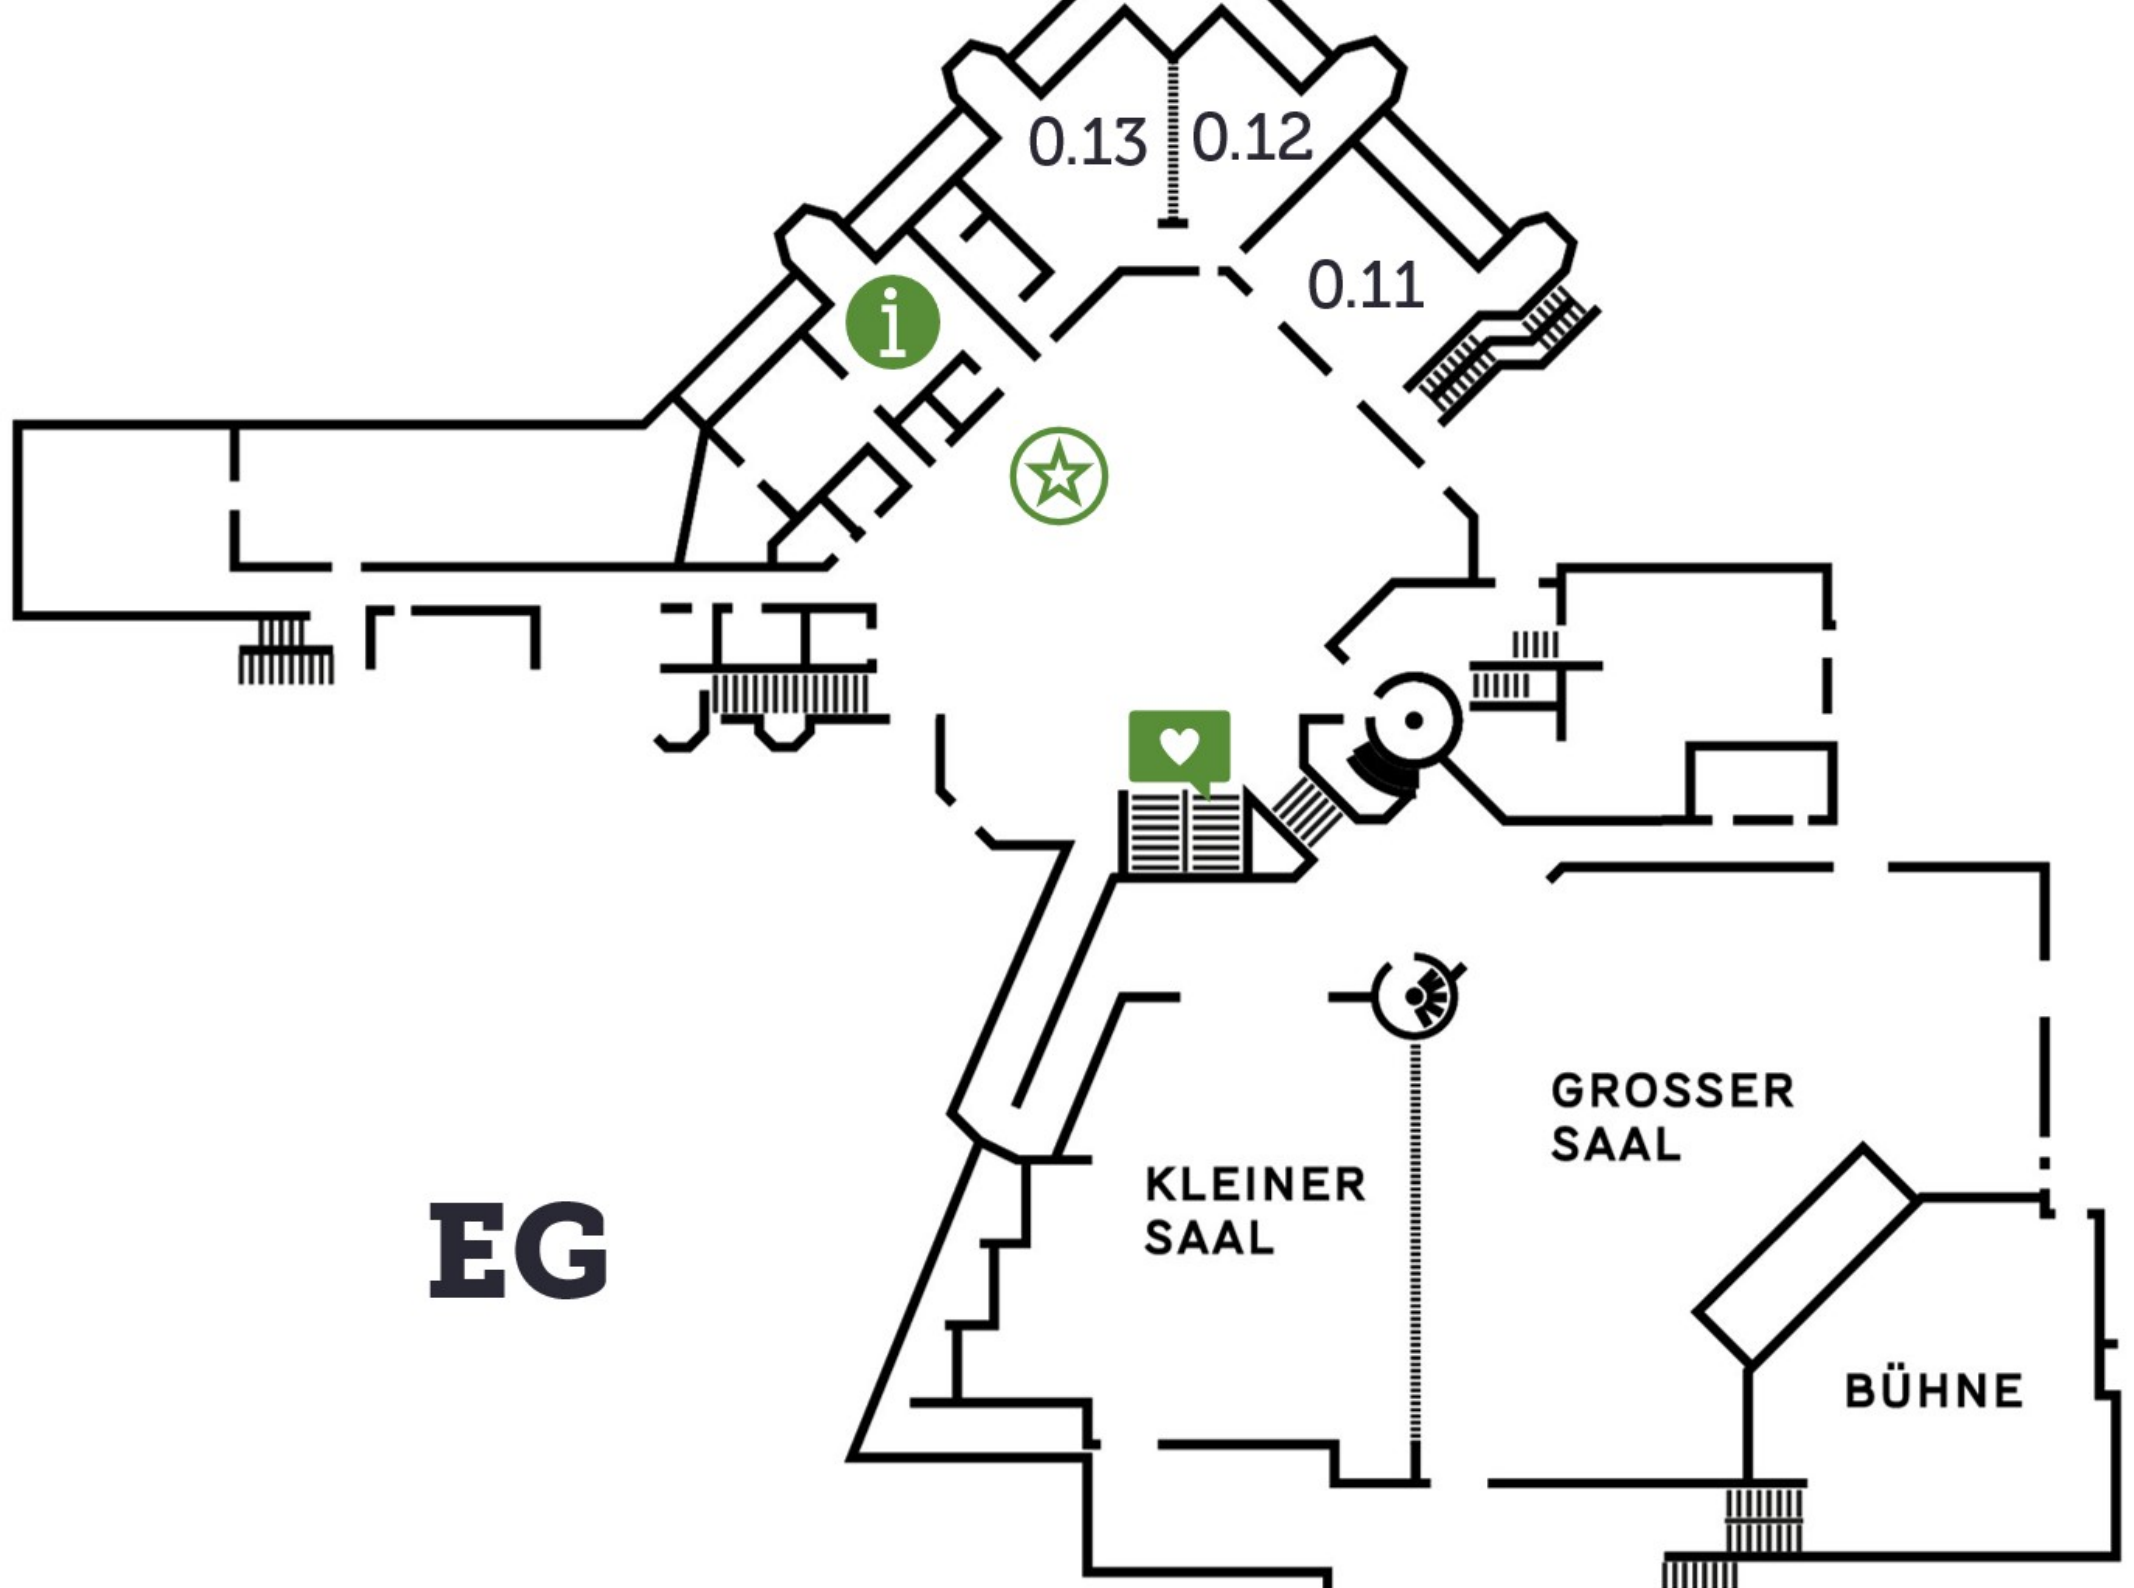 0.13
0.12
0.11
i
GROSSER
SAAL
KLEINER
SAAL
EG
BÜHNE